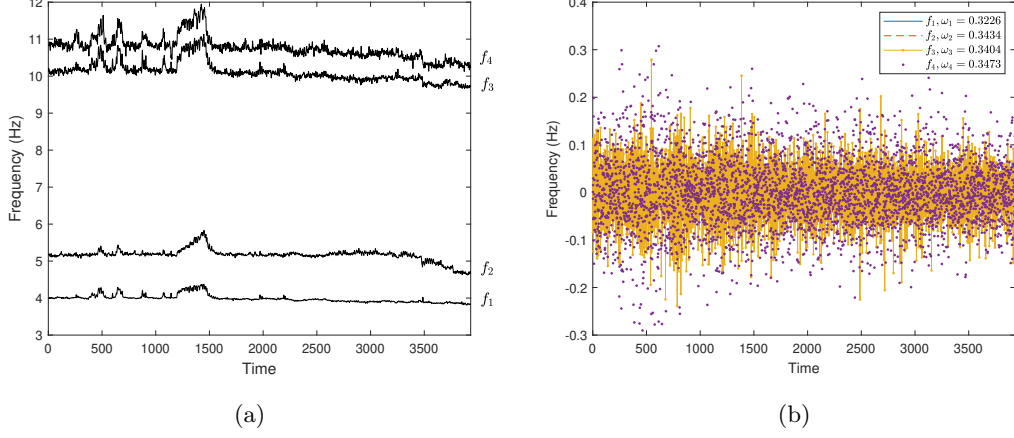 12
11
10
9
8
7
6
5
4
3
Frequency (Hz)
f4
f3
f2
f1
0 500 1000 1500 2000 2500 3000 3500
Time
(a)
0.4
0.3
0.2
0.1
0
-0.1
-0.2
-0.3
Frequency (Hz)
f1, ω1 = 0.3226
f2, ω2 = 0.3434
f3, ω3 = 0.3404
f4, ω4 = 0.3473
0 500 1000 1500 2000 2500 3000 3500
Time
(b)